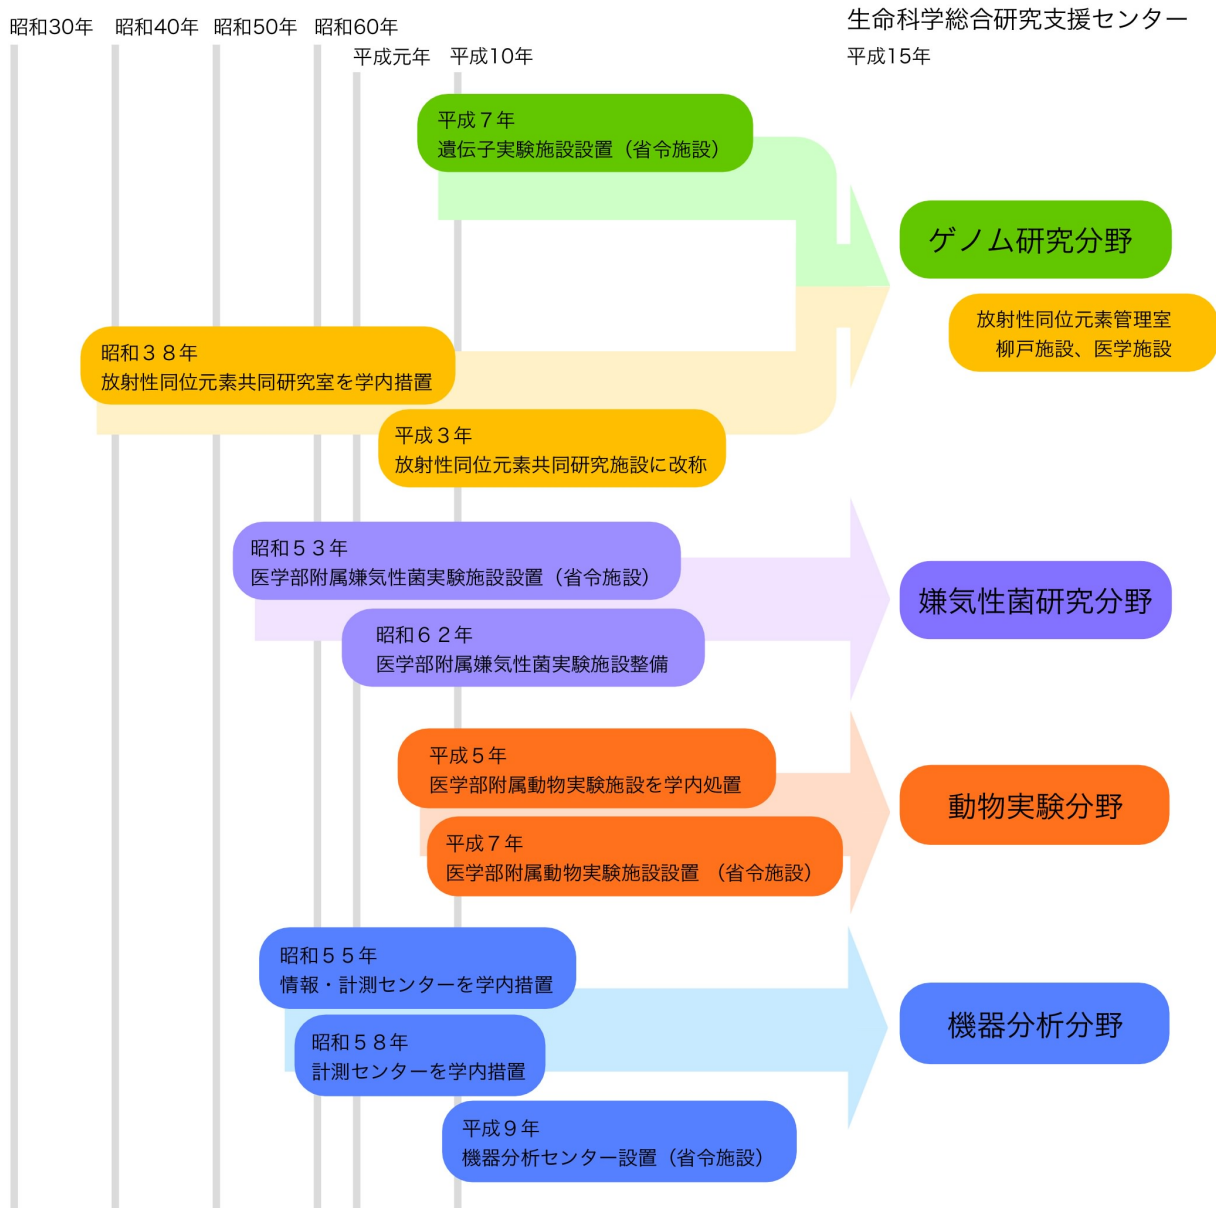 生命科学総合研究支援センター
昭和30年
昭和40年
昭和50年
昭和60年
平成元年
平成10年
平成15年
平成７年
遺伝子実験施設設置（省令施設）
ゲノム研究分野
放射性同位元素管理室
柳戸施設、医学施設
昭和３８年
放射性同位元素共同研究室を学内措置
平成３年
放射性同位元素共同研究施設に改称
昭和５３年
医学部附属嫌気性菌実験施設設置（省令施設）
昭和６２年
医学部附属嫌気性菌実験施設整備
嫌気性菌研究分野
平成５年
医学部附属動物実験施設を学内処置
平成７年
医学部附属動物実験施設設置 （省令施設）
動物実験分野
昭和５５年
情報・計測センターを学内措置
昭和５８年
計測センターを学内措置
平成９年
機器分析センター設置（省令施設）
機器分析分野